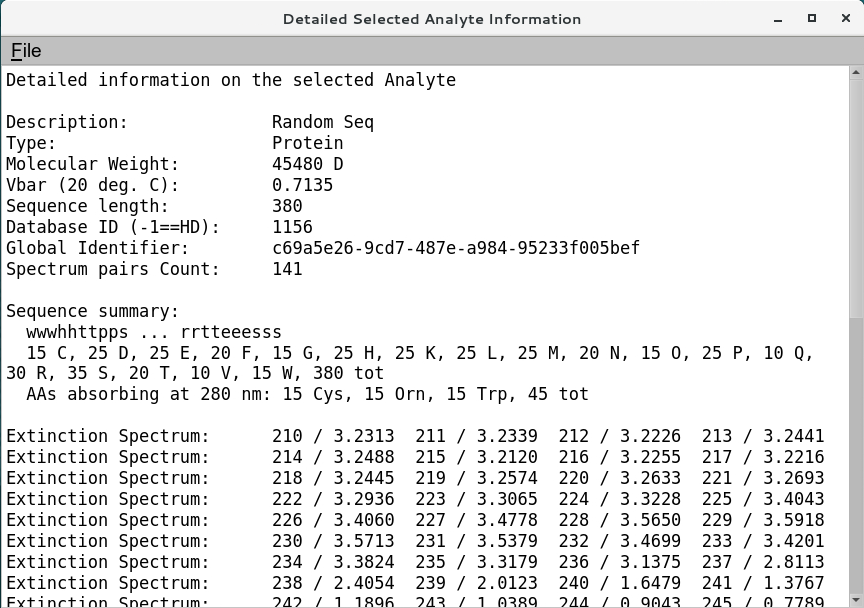 Detailed Selected Analyte Information
File
Detailed information on the selected Analyte
Description: Random Seq
Type: Protein
Molecular Weight: 45480 D
Vbar (20 deg. C): 0.7135
Sequence length: 380
Database ID (-1==HD): 1156
Global Identifier: c69a5e26-9cd7-487e-a984-95233f005bef
Spectrum pairs Count: 141
Sequence summary:
wwwhhttpps ... rrtteeesss
15 C, 25 D, 25 E, 20 F, 15 G, 25 H, 25 K, 25 L, 25 M, 20 N, 15 O, 25 P, 10 Q,
30 R, 35 S, 20 T, 10 V, 15 W, 380 tot
AAs absorbing at 280 nm: 15 Cys, 15 Orn, 15 Trp, 45 tot
Extinction Spectrum: 210 / 3.2313 211 / 3.2339 212 / 3.2226 213 / 3.2441
Extinction Spectrum: 214 / 3.2488 215 / 3.2120 216 / 3.2255 217 / 3.2216
Extinction Spectrum: 218 / 3.2445 219 / 3.2574 220 / 3.2633 221 / 3.2693
Extinction Spectrum: 222 / 3.2936 223 / 3.3065 224 / 3.3228 225 / 3.4043
Extinction Spectrum: 226 / 3.4060 227 / 3.4778 228 / 3.5650 229 / 3.5918
Extinction Spectrum: 230 / 3.5713 231 / 3.5379 232 / 3.4699 233 / 3.4201
Extinction Spectrum: 234 / 3.3824 235 / 3.3179 236 / 3.1375 237 / 2.8113
Extinction Spectrum: 238 / 2.4054 239 / 2.0123 240 / 1.6479 241 / 1.3767
Extinction Spectrum: 242 / 1.1896 243 / 1.0389 244 / 0.9043 245 / 0.7789